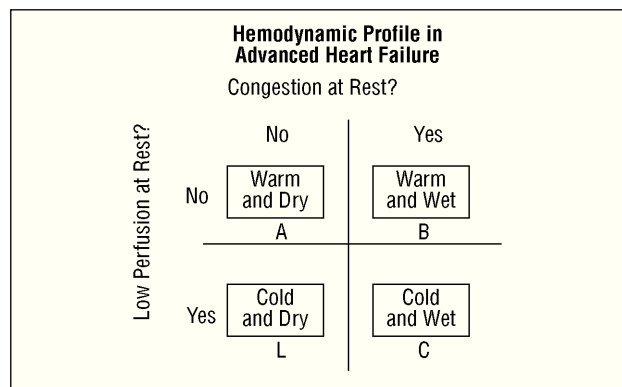 Hemodynamic Profile in
Advanced Heart Failure
Congestion at Rest?
No Yes
Low Perfusion at Rest?
No
Warm
and Dry
A
Warm
and Wet
B
Yes
Cold
and Dry
L
Cold
and Wet
C